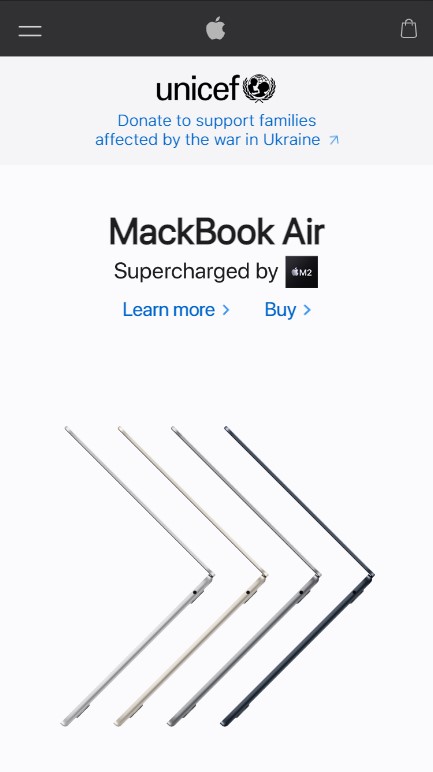 unicef
Donate to support families
affected by the war in Ukraine
MackBook Air
Supercharged by M2
Learn more
Buy